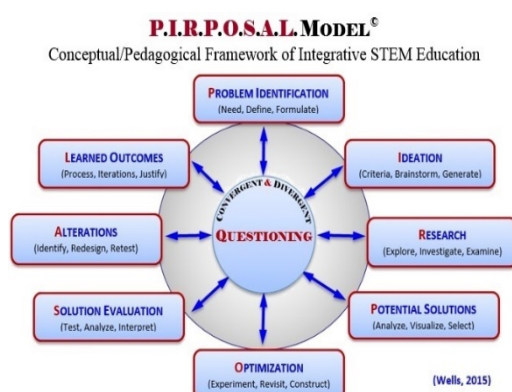 P.I.R.P.O.S.A.L. MODEL©
Conceptual/Pedagogical Framework of Integrative STEM Education
PROBLEM IDENTIFICATION
(Need, Define, Formulate)
LEARNED OUTCOMES
(Process, Iterations, Justify)
IDEATION
(Criteria, Brainstorm, Generate)
CONVERGENT & DIVERGENT
QUESTIONING
ALTERATIONS
(Identify, Redesign, Retest)
RESEARCH
(Explore, Investigate, Examine)
SOLUTION EVALUATION
(Test, Analyze, Interpret)
POTENTIAL SOLUTIONS
(Analyze, Visualize, Select)
OPTIMIZATION
(Experiment, Revisit, Construct)
(Wells, 2015)